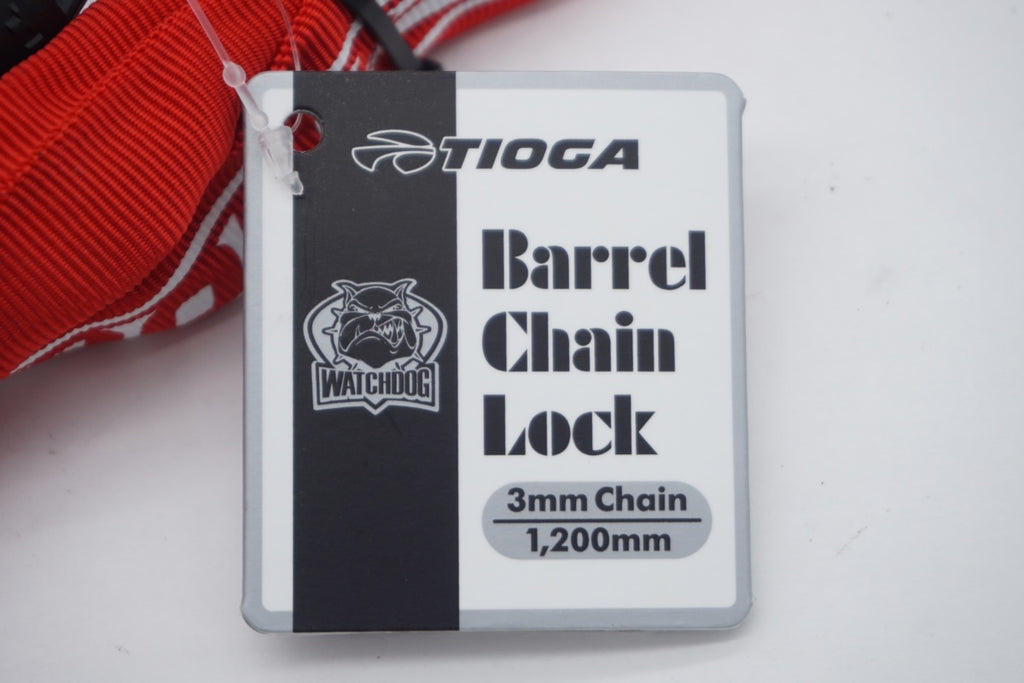 TIOGA
Barrel
Chain
Lock
WATCHDOG
3mm Chain
1,200mm